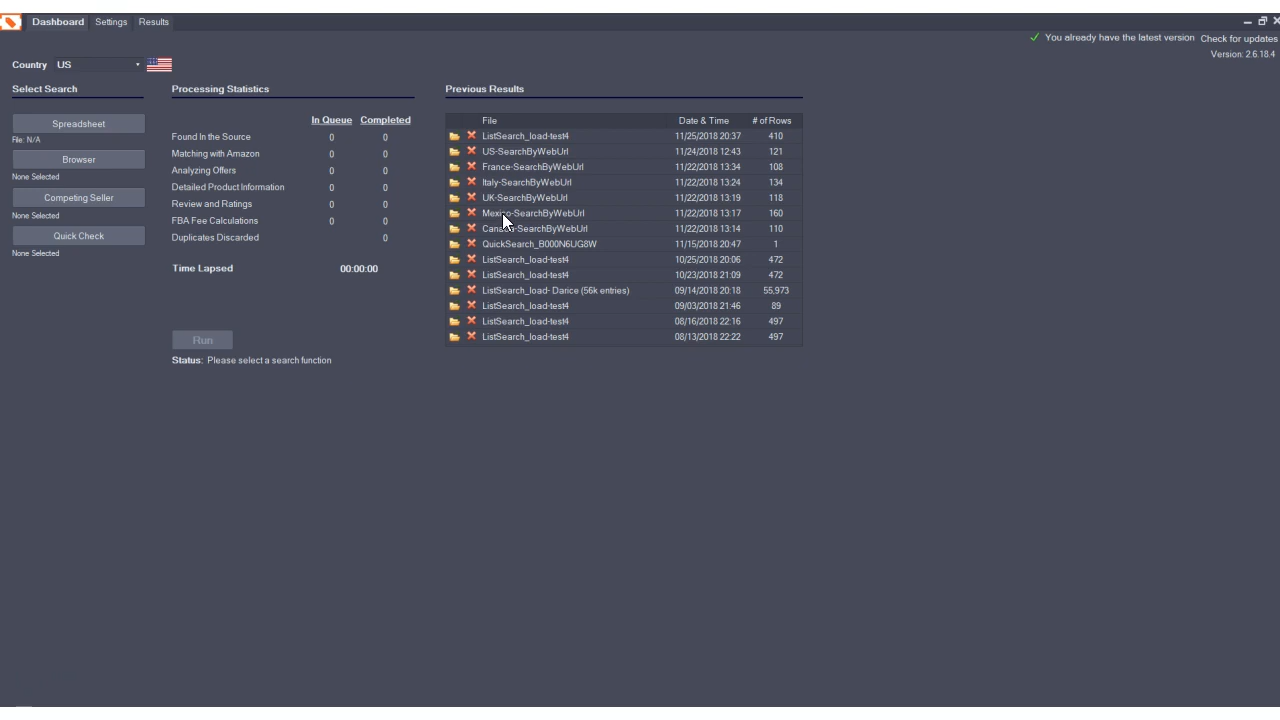 Dashboard Settings Results
You already have the latest version Check for updates
Version: 2.6.18.4
Country US
Select Search
Spreadsheet
File: N/A
Browser
None Selected
Competing Seller
None Selected
Quick Check
None Selected
Processing Statistics
In Queue Completed
Found In the Source 0 0
Matching with Amazon 0 0
Analyzing Offers 0 0
Detailed Product Information 0 0
Review and Ratings 0 0
FBA Fee Calculations 0 0
Duplicates Discarded 0
Time Lapsed 00:00:00
Run
Status: Please select a search function
Previous Results
File Date & Time # of Rows
ListSearch_load-test4 11/25/2018 20:37 410
US-SearchByWebUrl 11/24/2018 12:43 121
France-SearchByWebUrl 11/22/2018 13:34 108
Italy-SearchByWebUrl 11/22/2018 13:24 134
UK-SearchByWebUrl 11/22/2018 13:19 118
Mexico-SearchByWebUrl 11/22/2018 13:17 160
Canada-SearchByWebUrl 11/22/2018 13:14 110
QuickSearch_B000N6UG8W 11/15/2018 20:47 1
ListSearch_load-test4 10/25/2018 20:06 472
ListSearch_load-test4 10/23/2018 21:09 472
ListSearch_load- Darice (56k entries) 09/14/2018 20:18 55,973
ListSearch_load-test4 09/03/2018 21:46 89
ListSearch_load-test4 08/16/2018 22:16 497
ListSearch_load-test4 08/13/2018 22:22 497